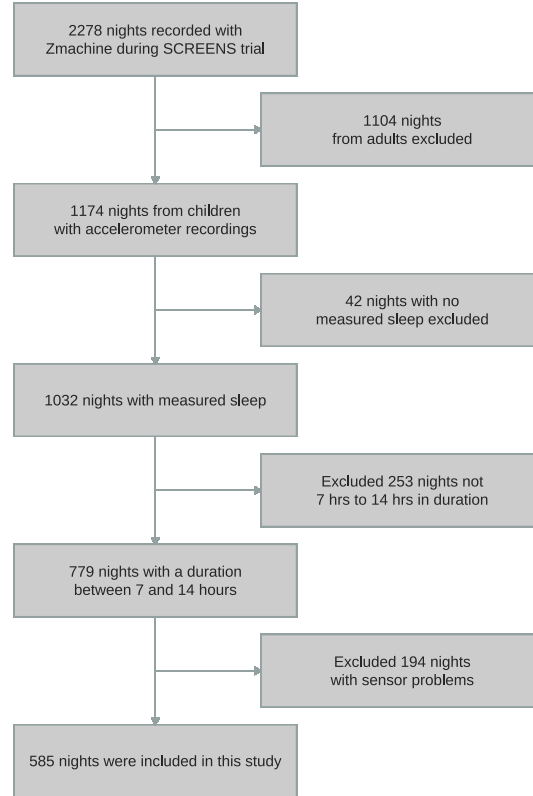 2278 nights recorded with
Zmachine during SCREENS trial
1104 nights
from adults excluded
1174 nights from children
with accelerometer recordings
42 nights with no
measured sleep excluded
1032 nights with measured sleep
Excluded 253 nights not
7 hrs to 14 hrs in duration
779 nights with a duration
between 7 and 14 hours
Excluded 194 nights
with sensor problems
585 nights were included in this study